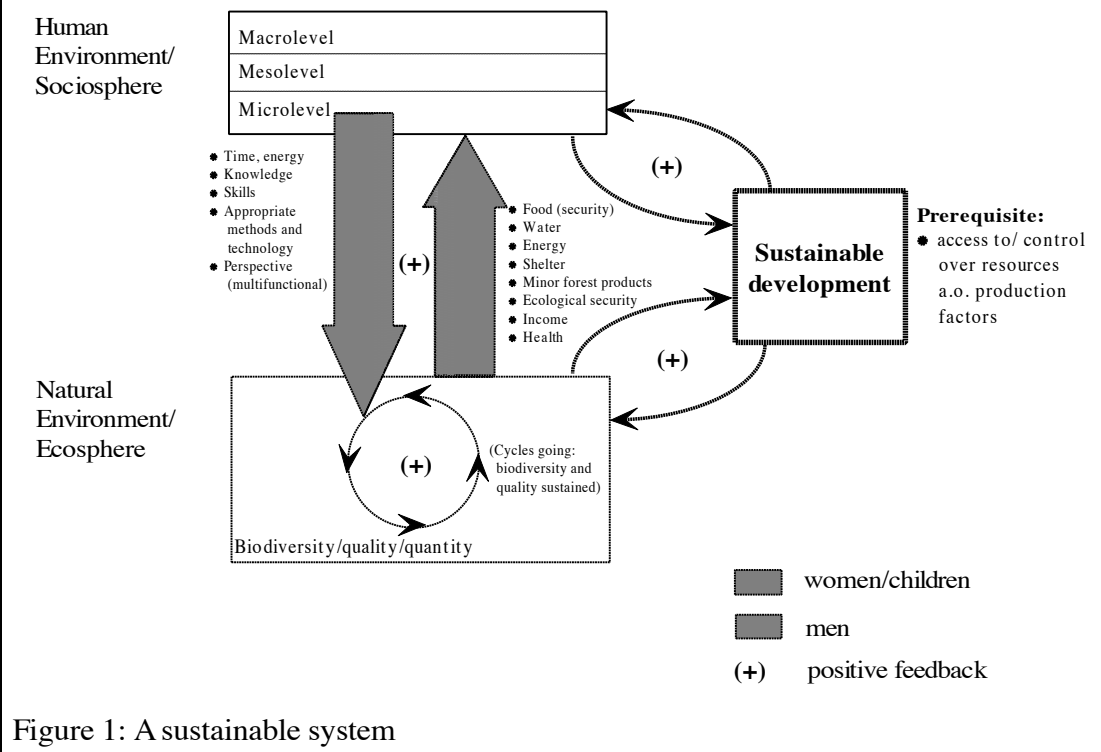 Human
Environment/
Sociosphere
Macrolevel
Mesolevel
Microlevel
Time, energy
Knowledge
Skills
Appropriate
methods and
technology
Perspective
(multifunctional)
(+)
Food (security)
Water
Energy
Shelter
Minor forest products
Ecological security
Income
Health
(+)
Sustainable
development
Prerequisite:
access to/ control
over resources
a.o. production
factors
(+)
Natural
Environment/
Ecosphere
(+)
(Cycles going:
biodiversity and
quality sustained)
Biodiversity/quality/quantity
women/children
men
(+) positive feedback
Figure 1: A sustainable system